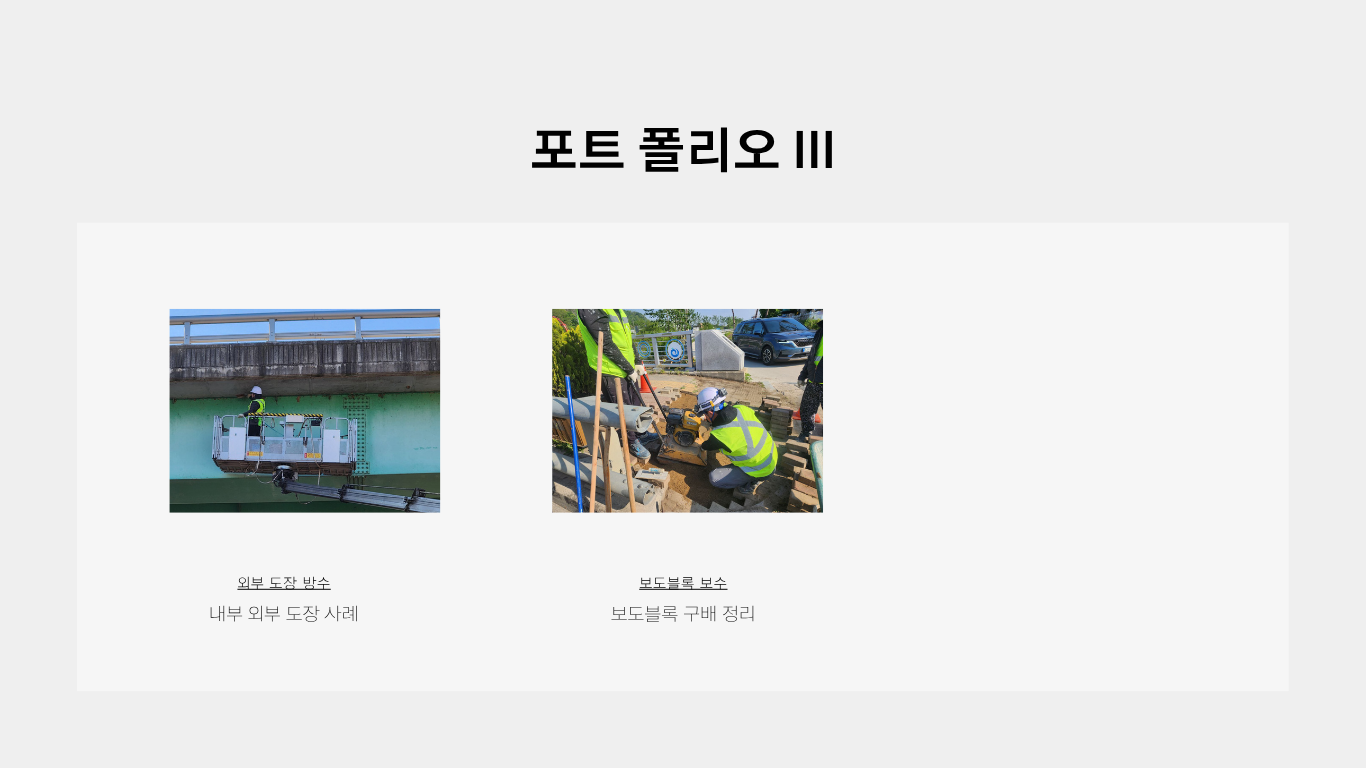 포트 폴리오 III
외부 도장 방수
내부 외부 도장 사례
보도블록 보수
보도블록 구배 정리